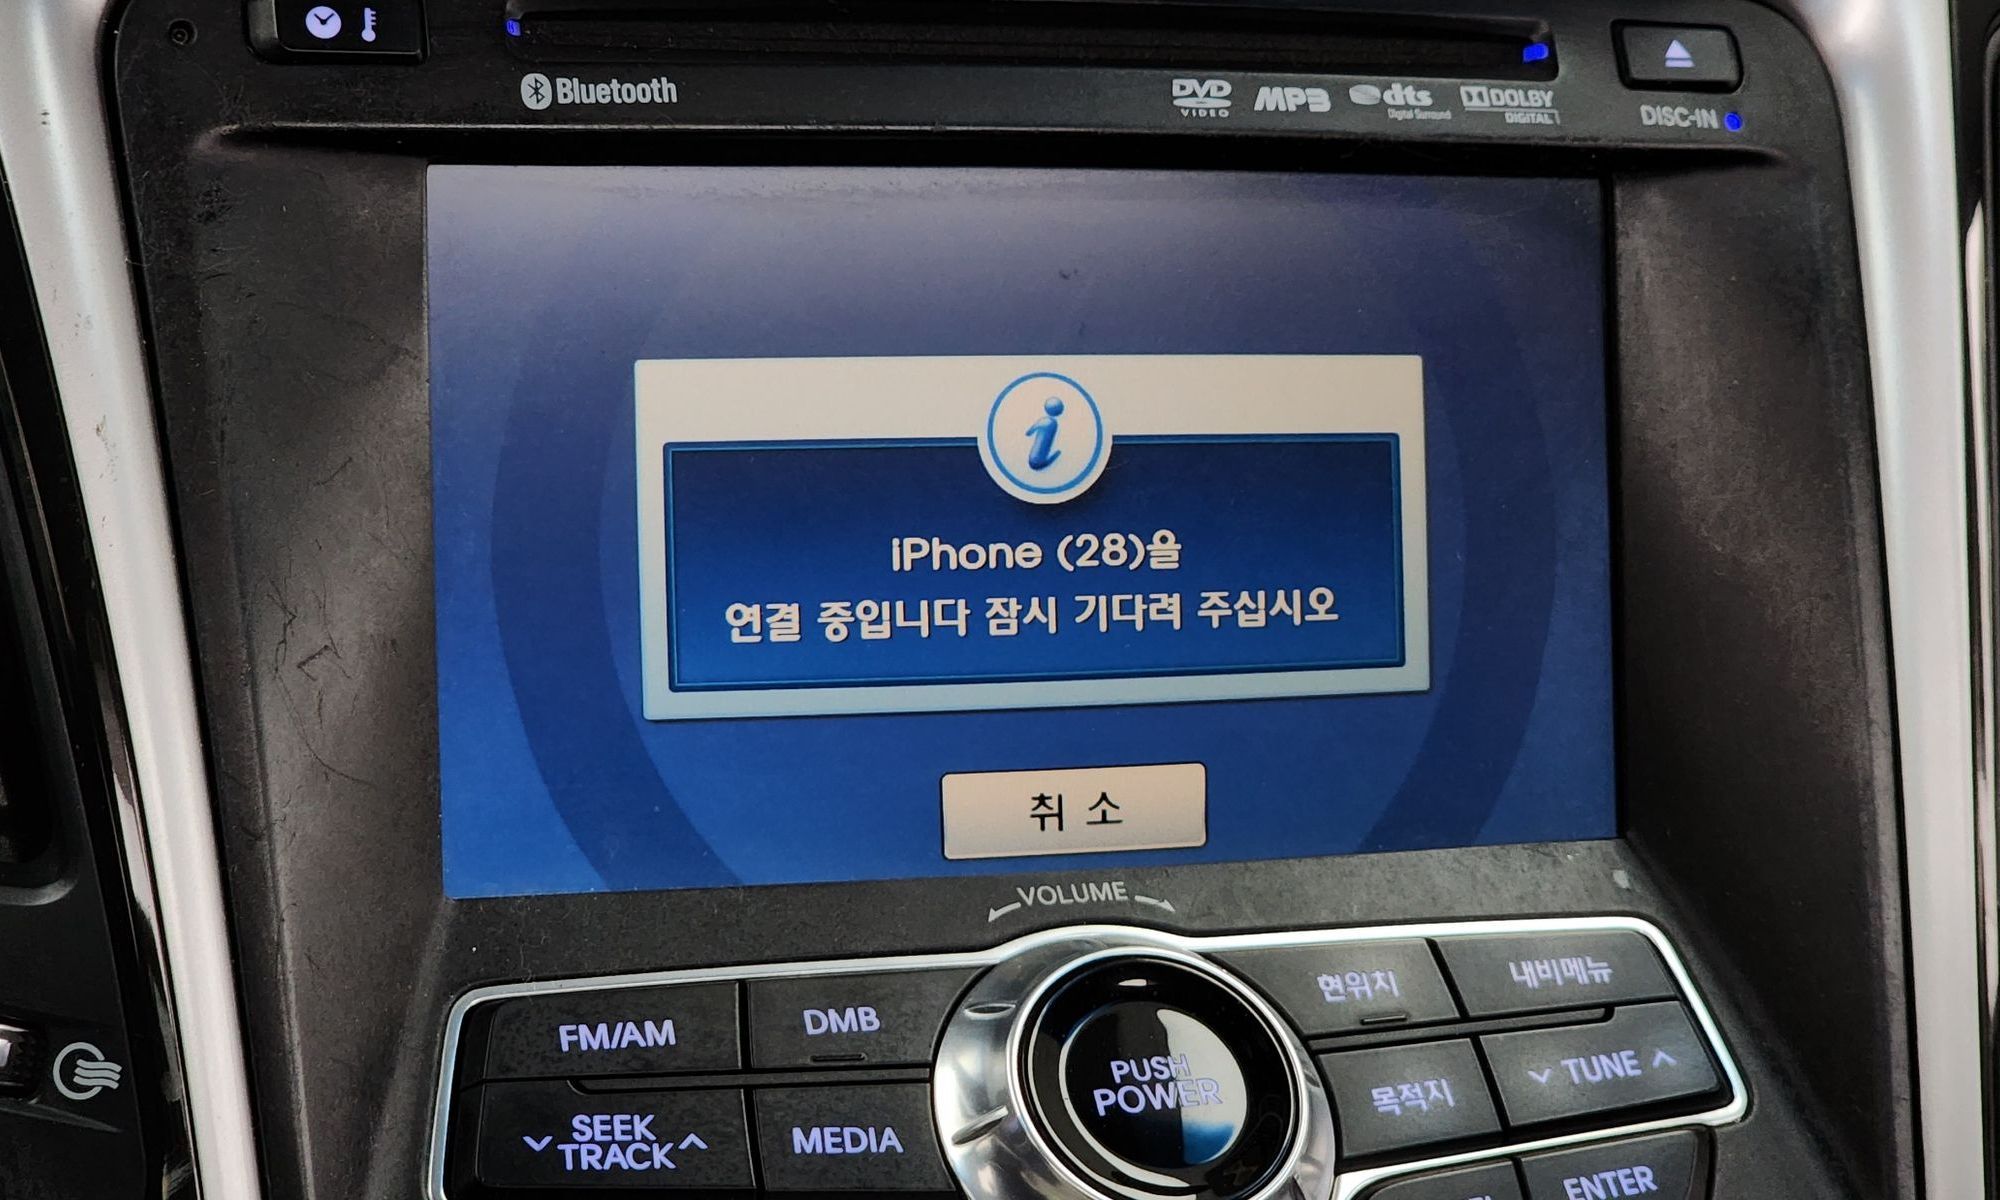 Bluetooth
DVD VIDEO
MP3
dts Digital Surround
DOLBY DIGITAL
DISC-IN
iPhone (28)을
연결 중입니다 잠시 기다려 주십시오
취 소
VOLUME
FM/AM
DMB
현위치
내비메뉴
PUSH
POWER
SEEK
TRACK
MEDIA
목적지
TUNE
ENTER